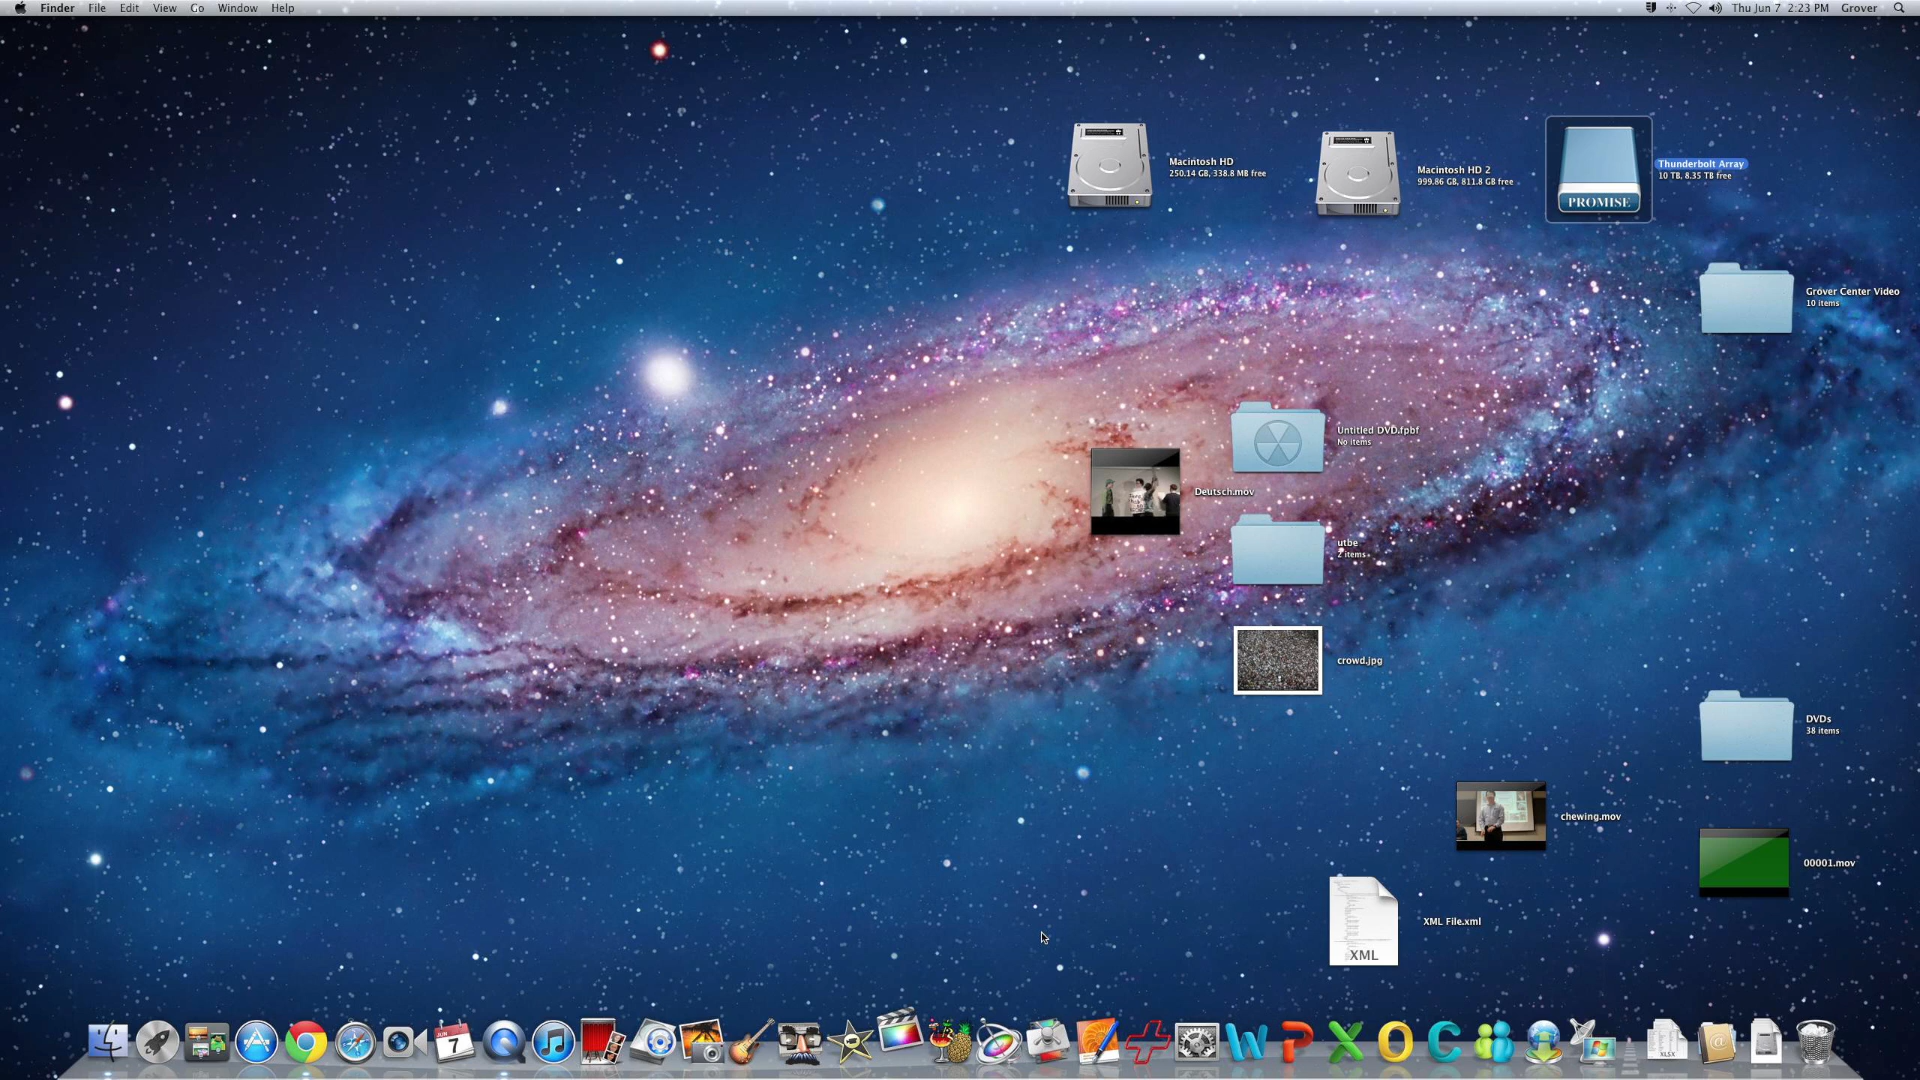 Finder File Edit View Go Window Help
Thu Jun 7 2:23 PM Grover
Macintosh HD
250.14 GB, 338.8 MB free
Macintosh HD 2
999.86 GB, 811.8 GB free
PROMISE
Thunderbolt Array
10 TB, 8.35 TB free
Grover Center Video
10 items
Untitled DVD.fpbf
No items
Deutsch.mov
utbe
2 items
crowd.jpg
DVDs
38 items
chewing.mov
00001.mov
XML File.xml
XML
JUN
7
W P X O C
XLSX